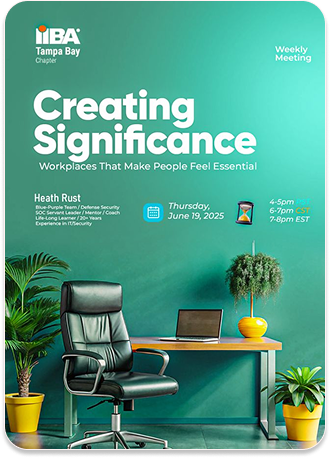 iiBA®
Tampa Bay
Chapter
Weekly
Meeting
Creating
Significance
Workplaces That Make People Feel Essential
Heath Rust
Blue-Purple Team / Defense Security
SOC Servant Leader / Mentor / Coach
Life-Long Learner / 20+ Years
Experience in IT/Security
Thursday,
June 19, 2025
4-5pm
6-7pm CST
7-8pm EST